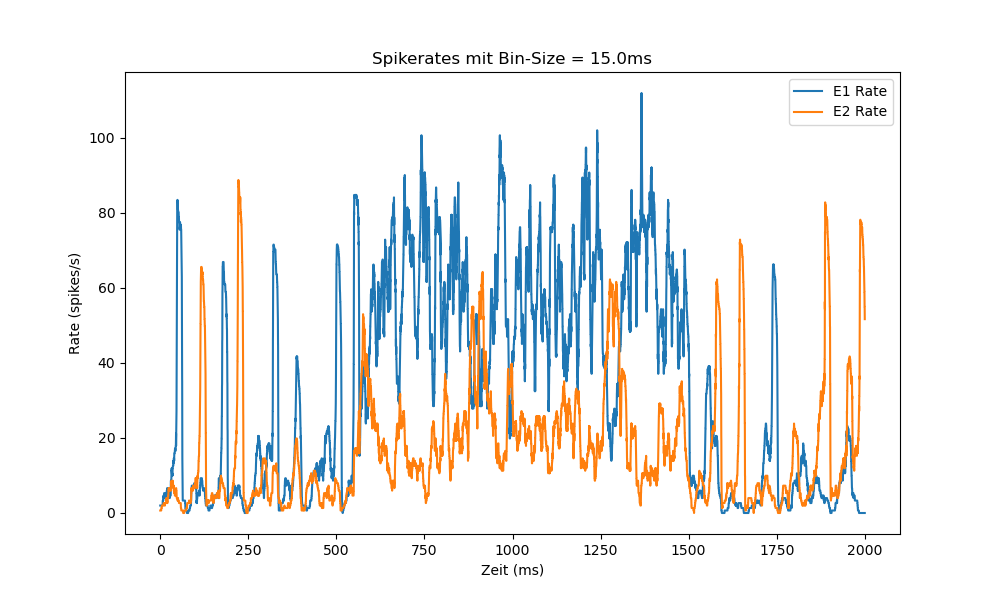 Spikerates mit Bin-Size = 15.0ms
E1 Rate
E2 Rate
Rate (spikes/s)
100
80
60
40
20
0
0 250 500 750 1000 1250 1500 1750 2000
Zeit (ms)